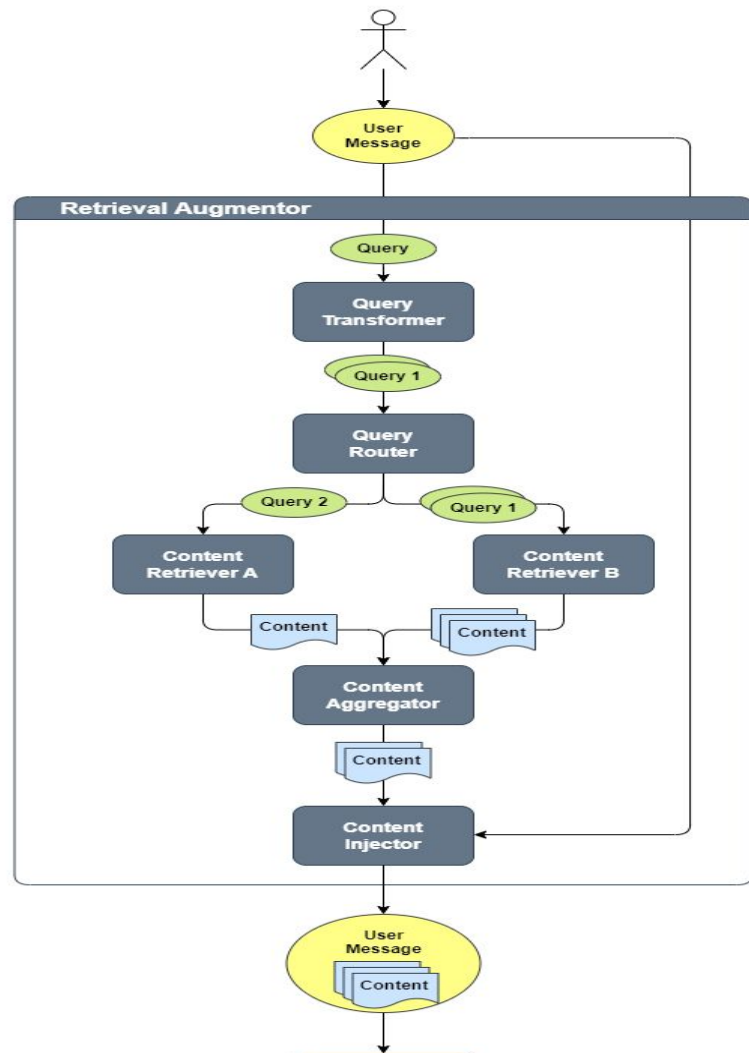 User
Message
Retrieval Augmentor
Query
Query
Transformer
Query 1
Query
Router
Query 2
Query 1
Content
Retriever A
Content
Retriever B
Content
Content
Content
Aggregator
Content
Content
Injector
User
Message
Content